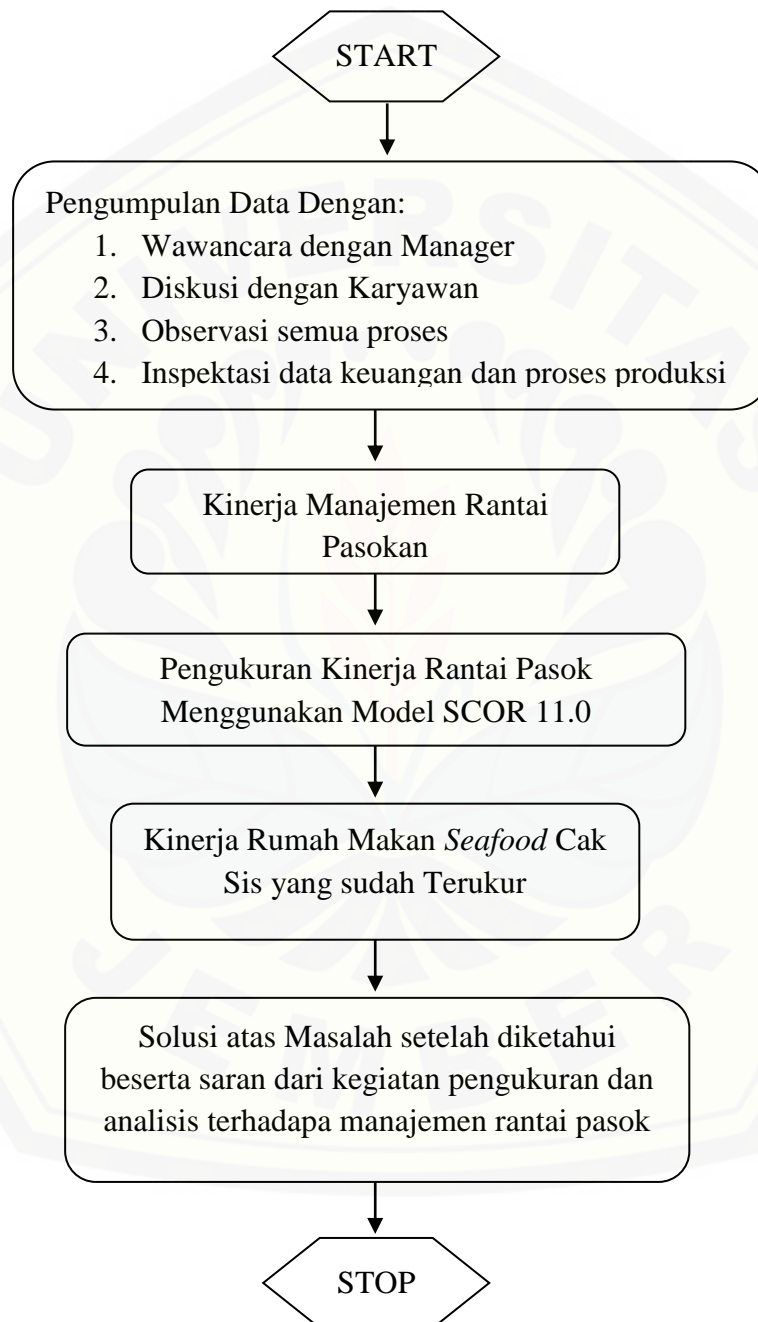 START
Pengumpulan Data Dengan:
1. Wawancara dengan Manager
2. Diskusi dengan Karyawan
3. Observasi semua proses
4. Inspektasi data keuangan dan proses produksi
Kinerja Manajemen Rantai
Pasokan
Pengukuran Kinerja Rantai Pasok
Menggunakan Model SCOR 11.0
Kinerja Rumah Makan Seafood Cak
Sis yang sudah Terukur
Solusi atas Masalah setelah diketahui
beserta saran dari kegiatan pengukuran dan
analisis terhadapa manajemen rantai pasok
STOP
UNIVERSITAS
JEMBER